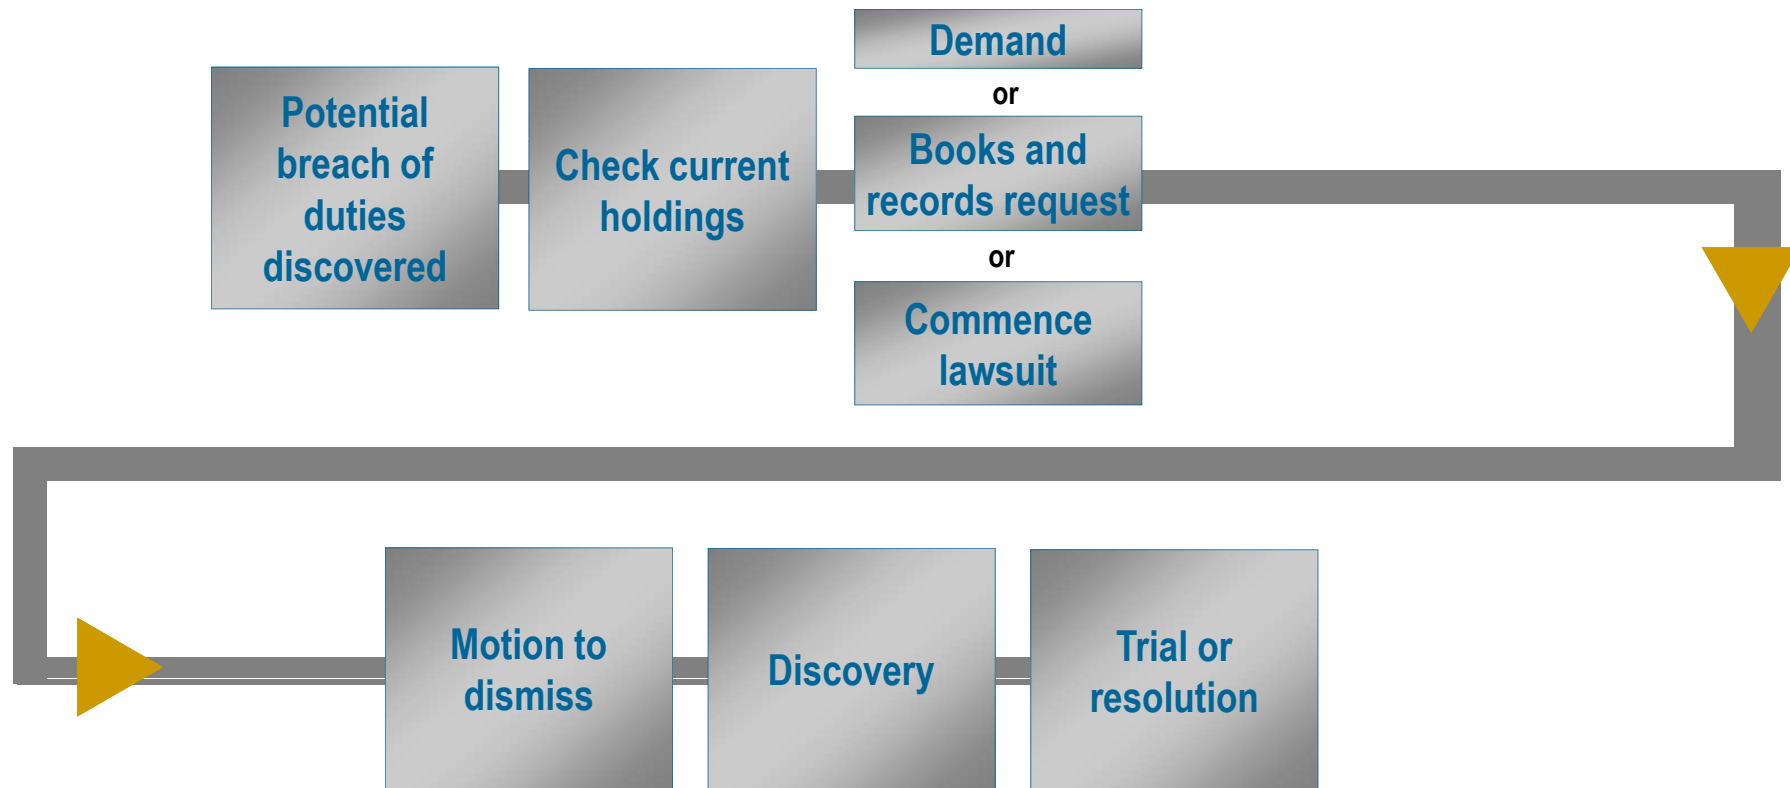 Potential
breach of
duties
discovered
Check current
holdings
Demand
or
Books and
records request
or
Commence
lawsuit
Motion to
dismiss
Discovery
Trial or
resolution